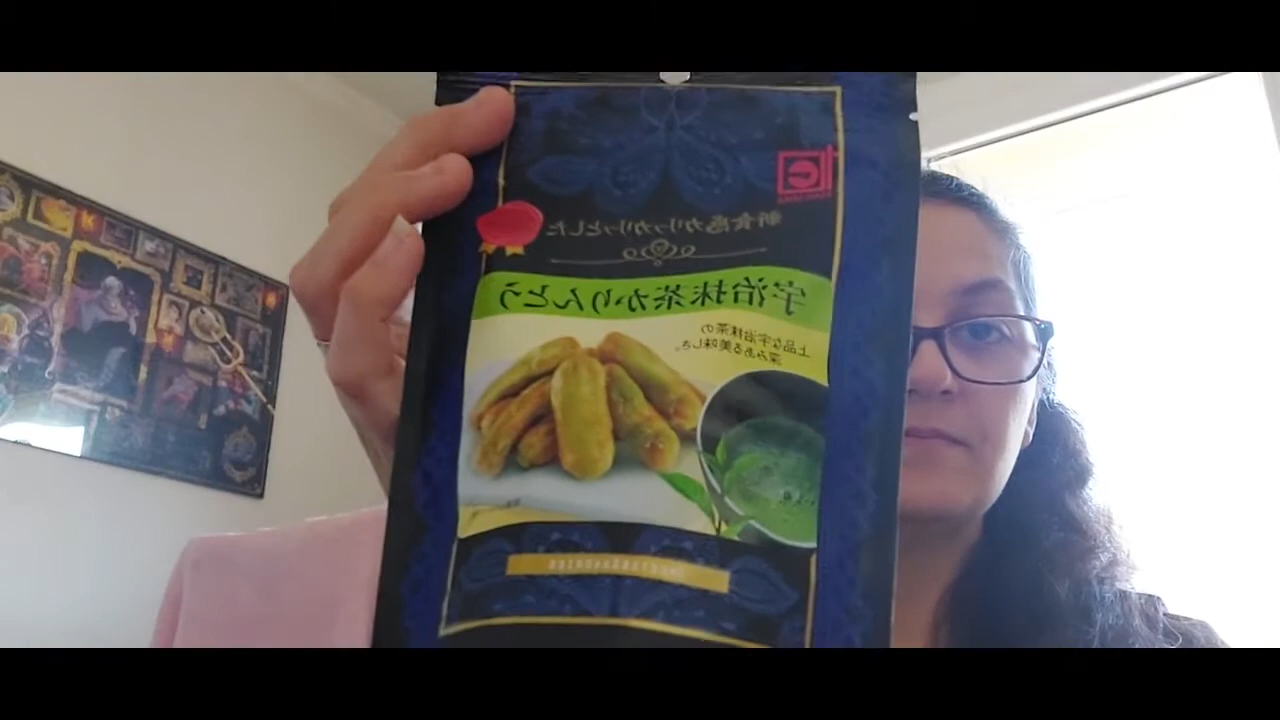 新食感カリッカリッとした
宇治抹茶かりんとう
上品な宇治抹茶の
深みある美味しさ。